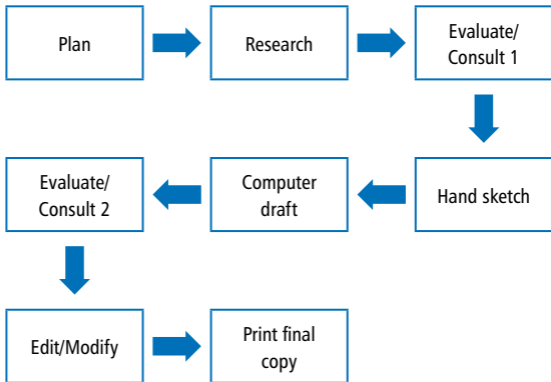 Plan
Research
Evaluate/
Consult 1
Hand sketch
Computer
draft
Evaluate/
Consult 2
Edit/Modify
Print final
copy